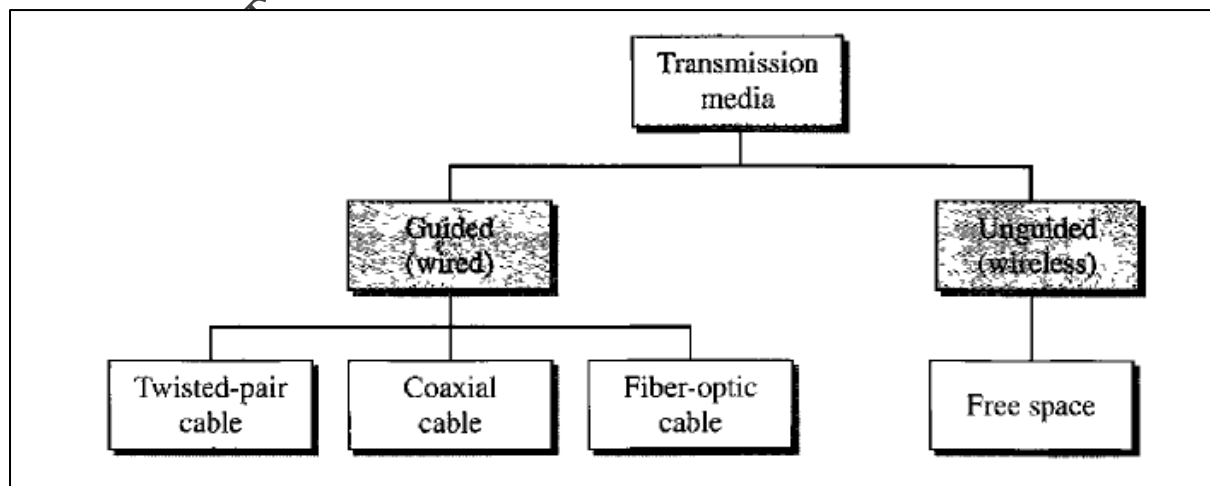 Transmission
media
Guided
(wired)
Unguided
(wireless)
Twisted-pair
cable
Coaxial
cable
Fiber-optic
cable
Free space